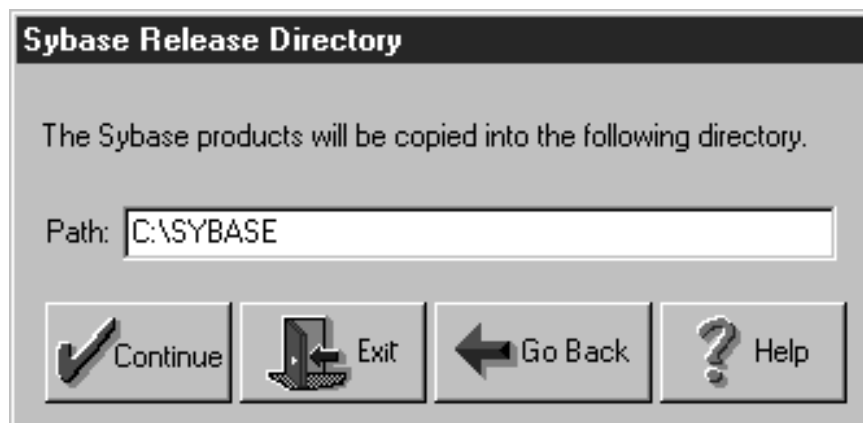 Sybase Release Directory
The Sybase products will be copied into the following directory.
Path: C:\SYBASE
Continue Exit Go Back Help